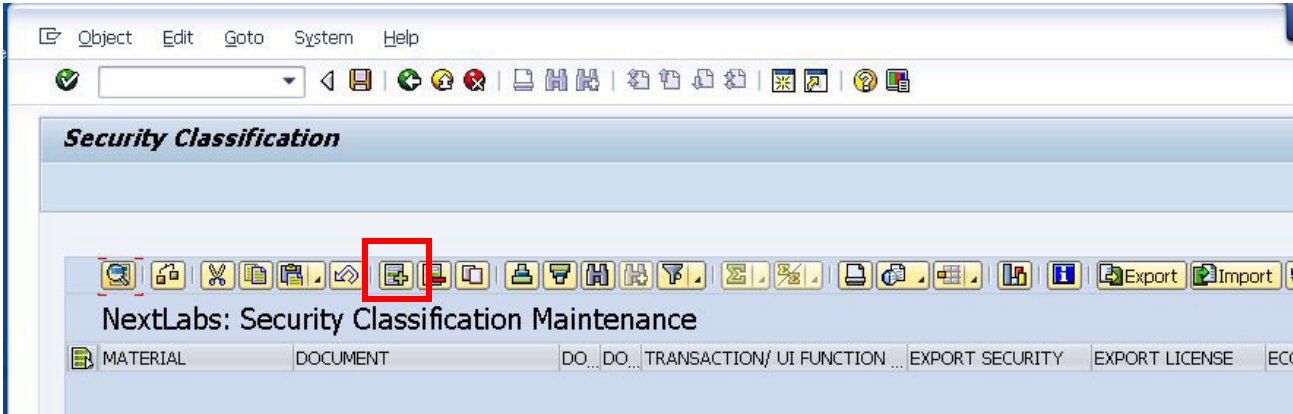 Object Edit Goto System Help
Security Classification
Export Import
NextLabs: Security Classification Maintenance
MATERIAL DOCUMENT DO... DO... TRANSACTION/ UI FUNCTION ... EXPORT SECURITY EXPORT LICENSE ECC